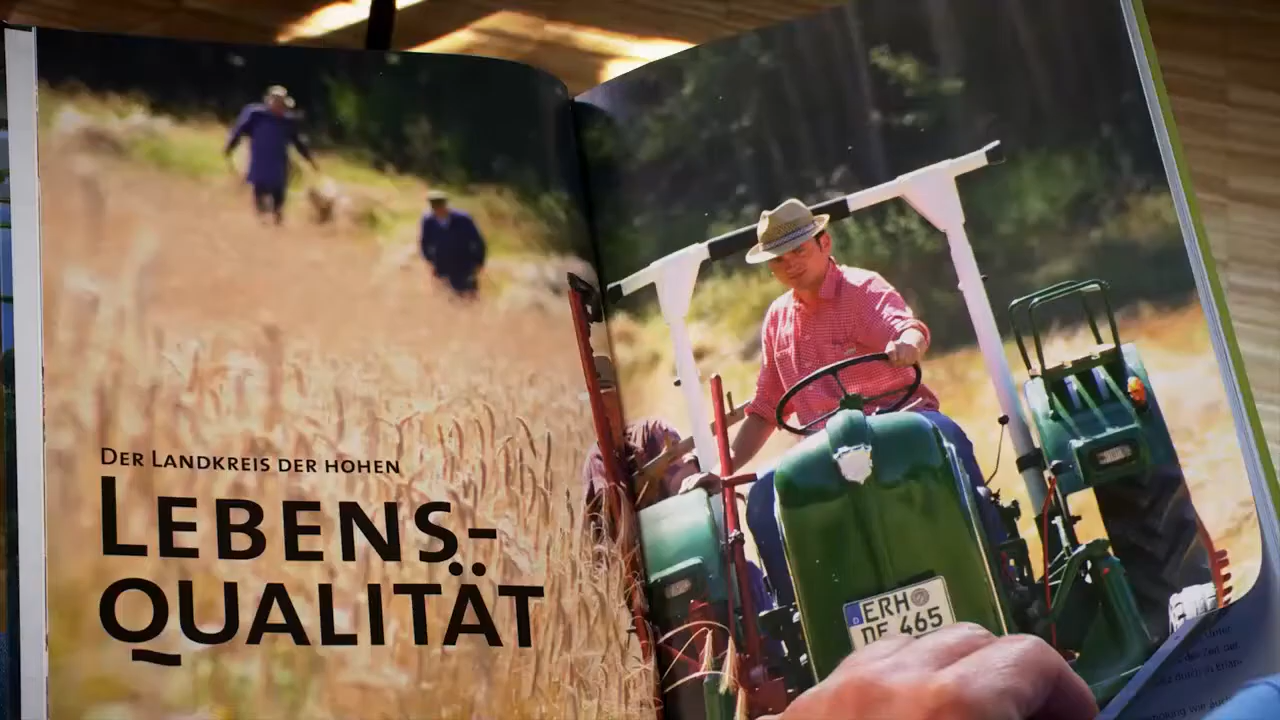 DER LANDKREIS DER HOHEN
LEBENS-
QUALITÄT
ERH
DE 465